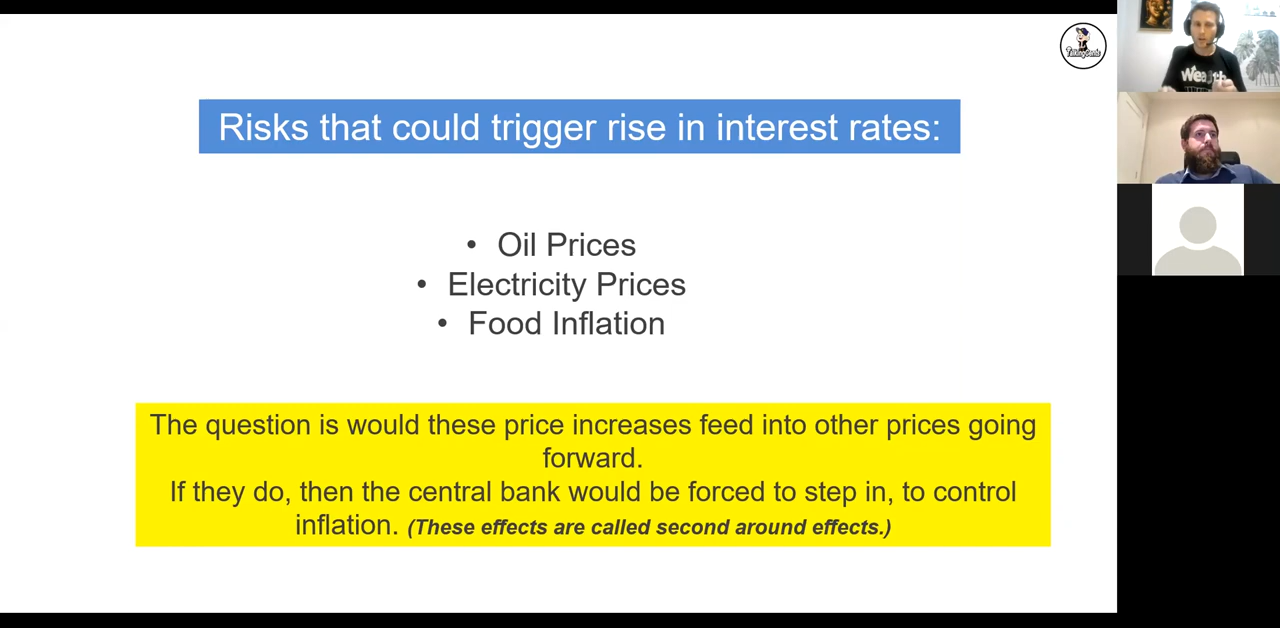 Risks that could trigger rise in interest rates:
• Oil Prices
• Electricity Prices
• Food Inflation
The question is would these price increases feed into other prices going
forward.
If they do, then the central bank would be forced to step in, to control
inflation. (These effects are called second around effects.)
TalkingCents
Wealth